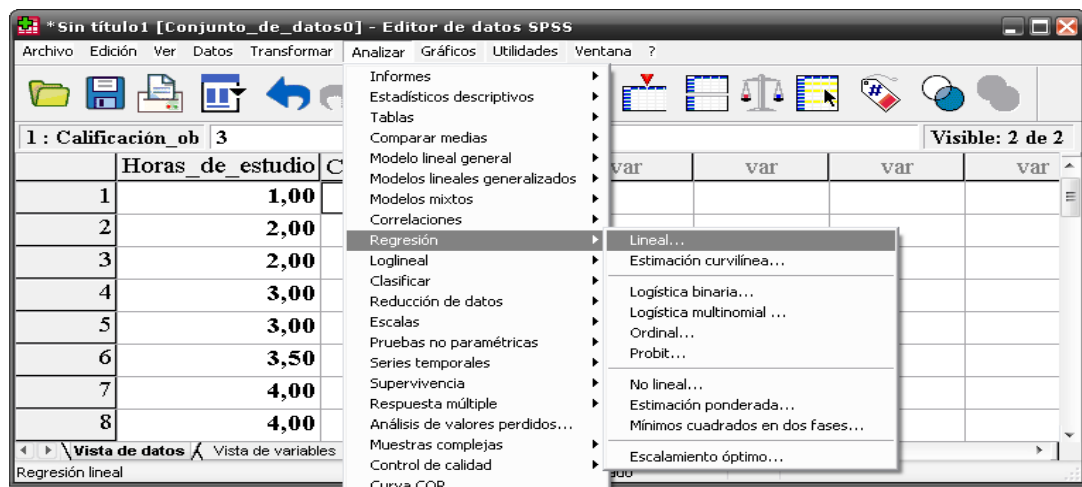 *Sin título1 [Conjunto_de_datos0] - Editor de datos SPSS
Archivo Edición Ver Datos Transformar Analizar Gráficos Utilidades Ventana ?
1 : Calificación_ob 3 Visible: 2 de 2
Horas_de_estudio C var var var var
1 1,00
2 2,00
3 2,00
4 3,00
5 3,00
6 3,50
7 4,00
8 4,00
Informes
Estadísticos descriptivos
Tablas
Comparar medias
Modelo lineal general
Modelos lineales generalizados
Modelos mixtos
Correlaciones
Regresión
Loglineal
Clasificar
Reducción de datos
Escalas
Pruebas no paramétricas
Series temporales
Supervivencia
Respuesta múltiple
Análisis de valores perdidos...
Muestras complejas
Control de calidad
Curva COR
Lineal...
Estimación curvilínea...
Logística binaria...
Logística multinomial ...
Ordinal...
Probit...
No lineal...
Estimación ponderada...
Mínimos cuadrados en dos fases...
Escalamiento óptimo...
Vista de datos Vista de variables
Regresión lineal